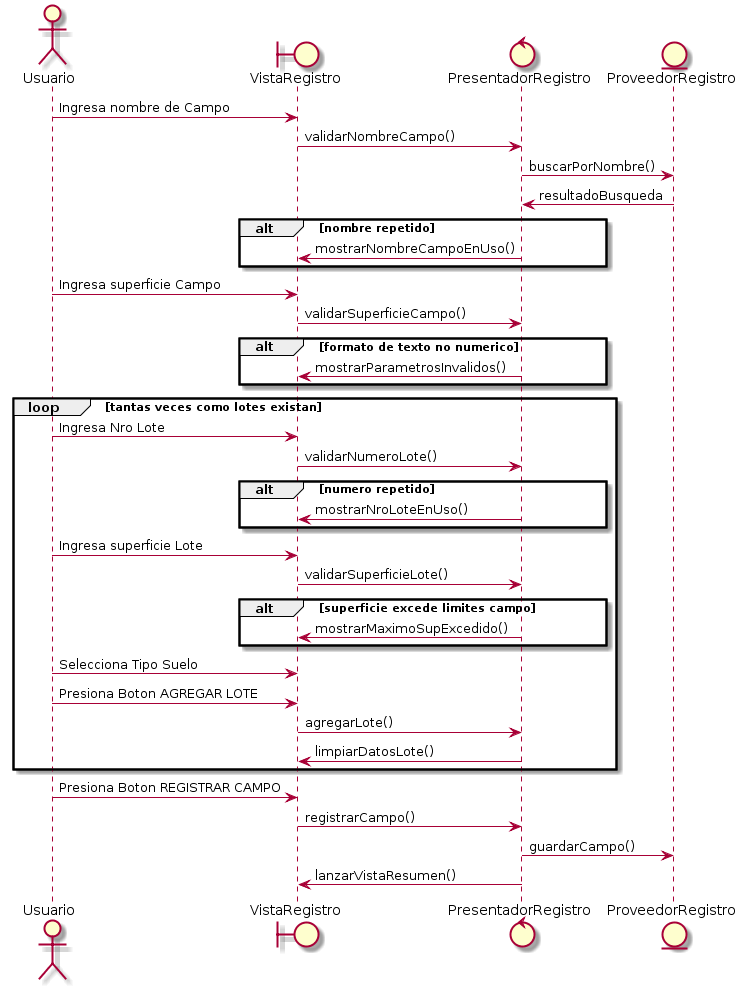 Usuario
VistaRegistro
PresentadorRegistro
ProveedorRegistro
Ingresa nombre de Campo
validarNombreCampo()
buscarPorNombre()
resultadoBusqueda
alt [nombre repetido]
mostrarNombreCampoEnUso()
Ingresa superficie Campo
validarSuperficieCampo()
alt [formato de texto no numerico]
mostrarParametrosInvalidos()
loop [tantas veces como lotes existan]
Ingresa Nro Lote
validarNumeroLote()
alt [numero repetido]
mostrarNroLoteEnUso()
Ingresa superficie Lote
validarSuperficieLote()
alt [superficie excede limites campo]
mostrarMaximoSupExcedido()
Selecciona Tipo Suelo
Presiona Boton AGREGAR LOTE
agregarLote()
limpiarDatosLote()
Presiona Boton REGISTRAR CAMPO
registrarCampo()
guardarCampo()
lanzarVistaResumen()
Usuario
VistaRegistro
PresentadorRegistro
ProveedorRegistro